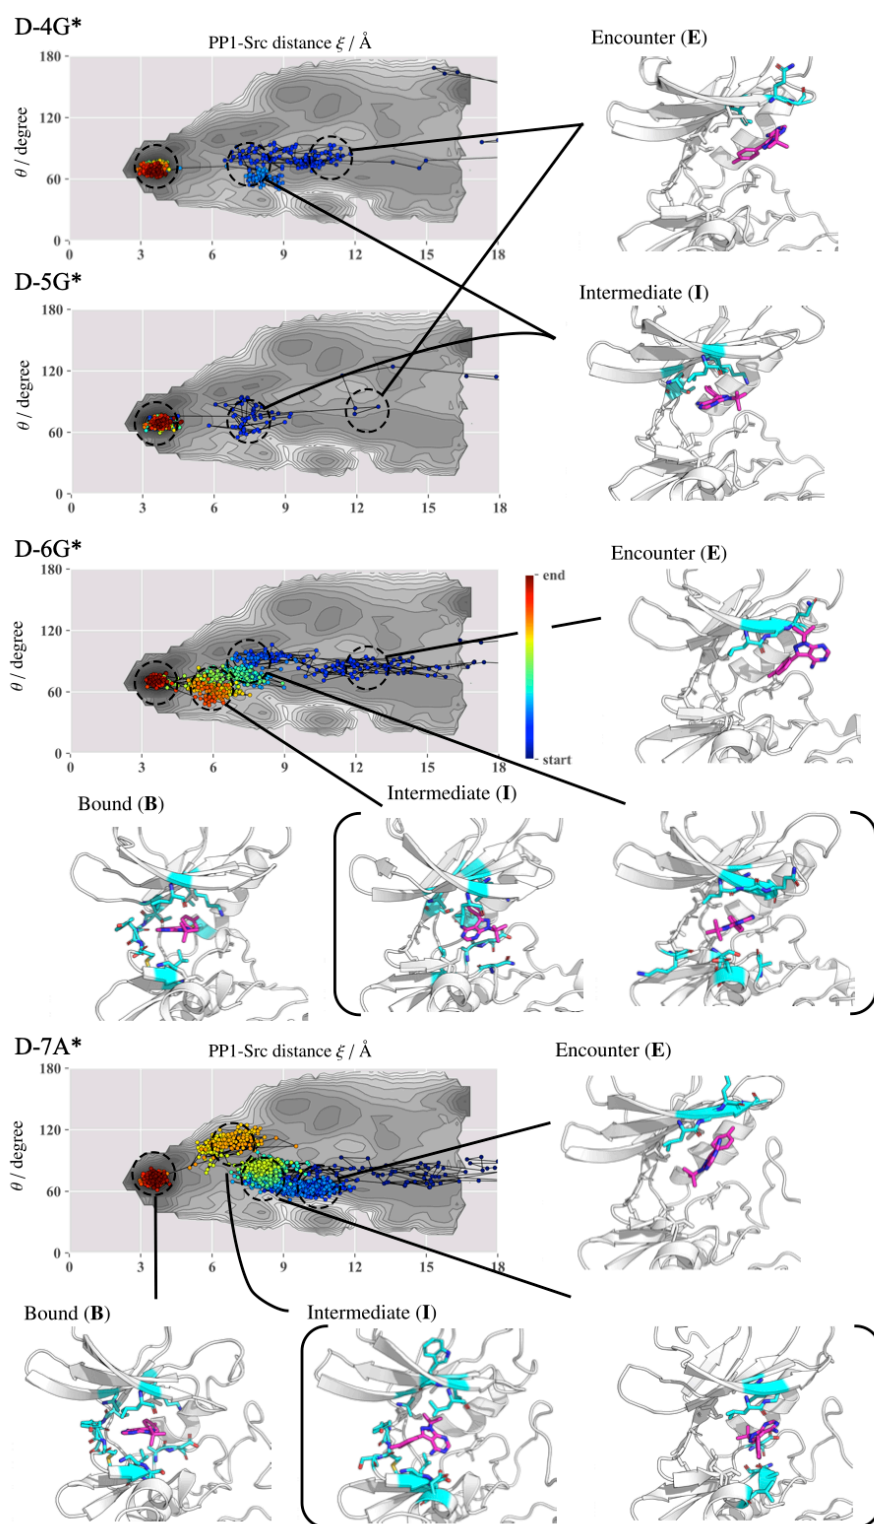 D-4G*
PP1-Src distance ξ / Å
Encounter (E)
180
120
60
0
θ / degree
0 3 6 9 12 15 18
D-5G*
Intermediate (I)
180
120
60
0
θ / degree
0 3 6 9 12 15 18
D-6G*
Encounter (E)
180
120
60
0
θ / degree
end
start
0 3 6 9 12 15 18
Bound (B)
Intermediate (I)
D-7A*
PP1-Src distance ξ / Å
Encounter (E)
180
120
60
0
θ / degree
0 3 6 9 12 15 18
Bound (B)
Intermediate (I)